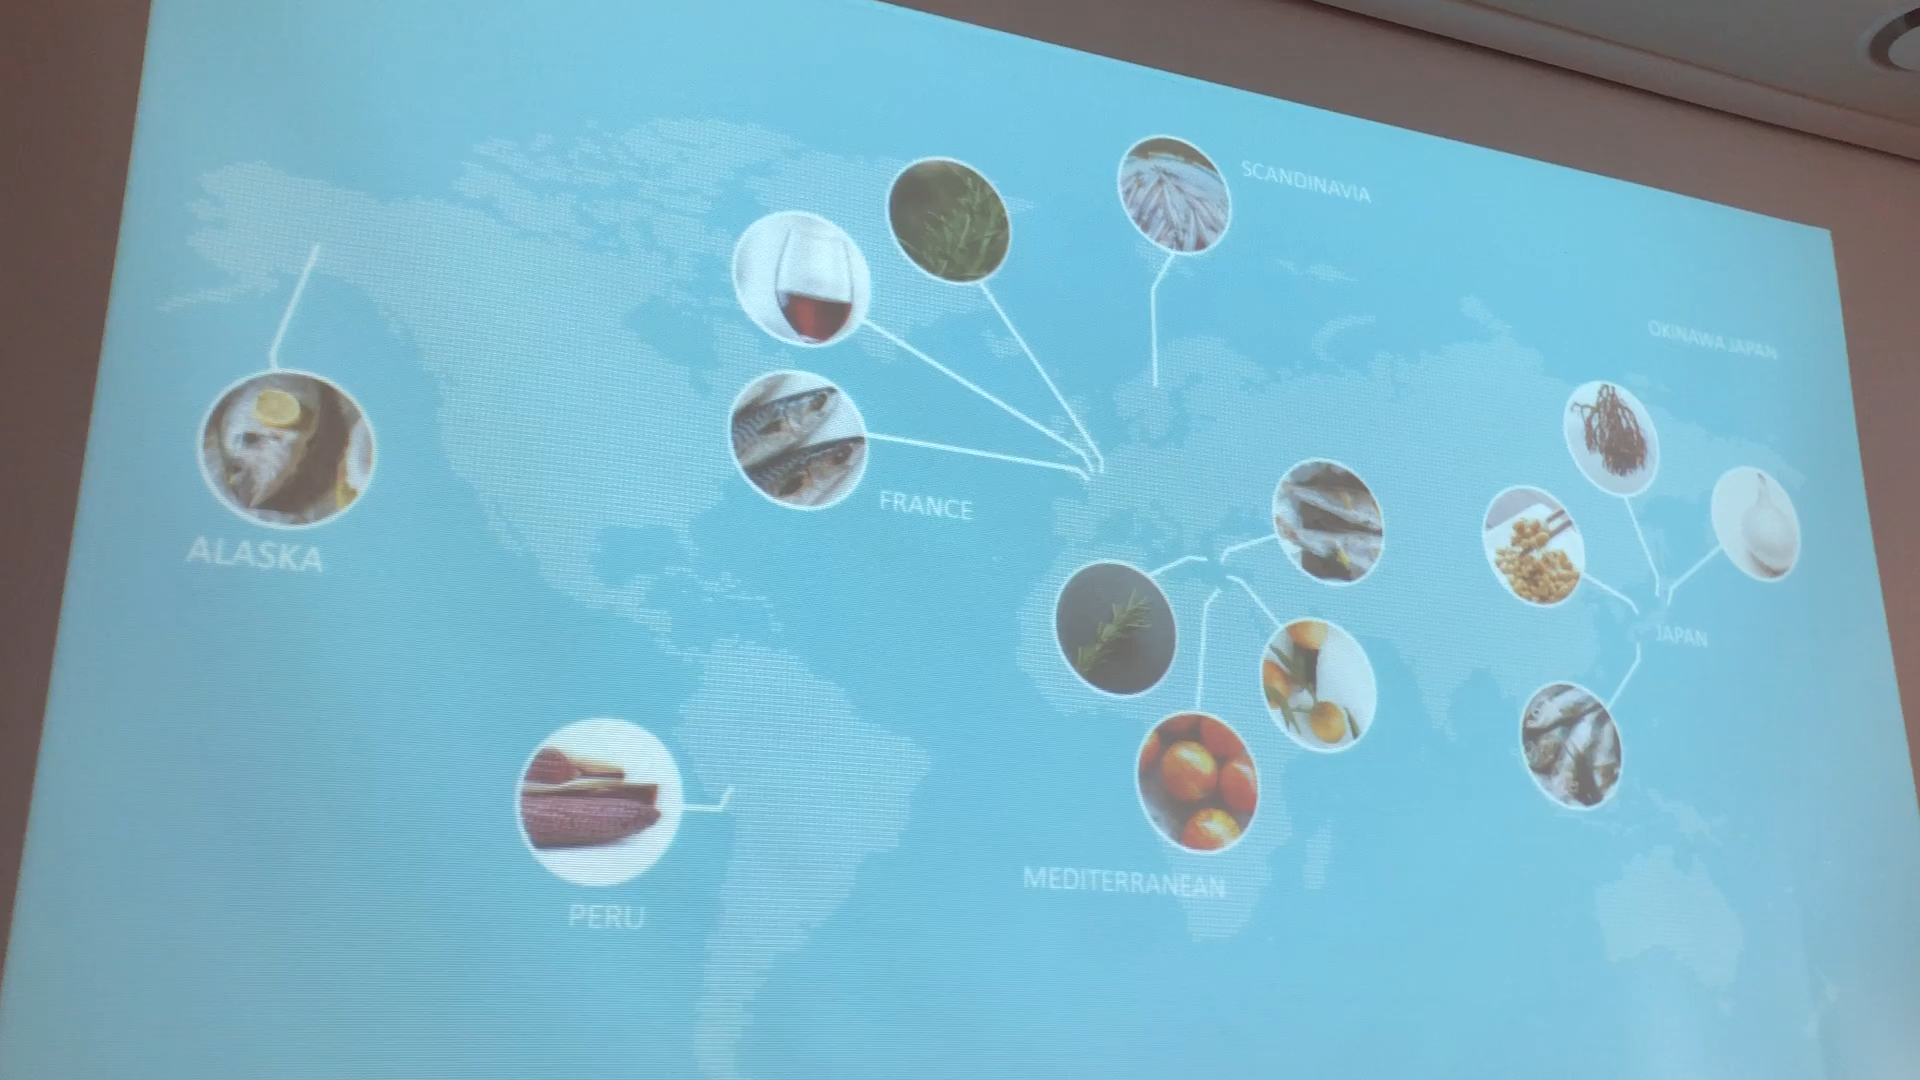 SCANDINAVIA
OKINAWA JAPAN
FRANCE
ALASKA
JAPAN
MEDITERRANEAN
PERU